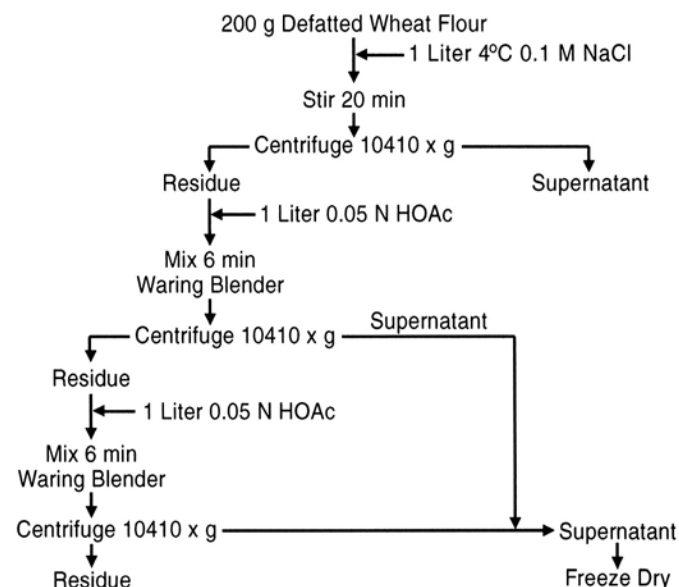 200 g Defatted Wheat Flour
1 Liter 4ºC 0.1 M NaCl
Stir 20 min
Centrifuge 10410 x g
Residue
Supernatant
1 Liter 0.05 N HOAc
Mix 6 min
Waring Blender
Supernatant
Centrifuge 10410 x g
Residue
1 Liter 0.05 N HOAc
Mix 6 min
Waring Blender
Centrifuge 10410 x g
Supernatant
Residue
Freeze Dry